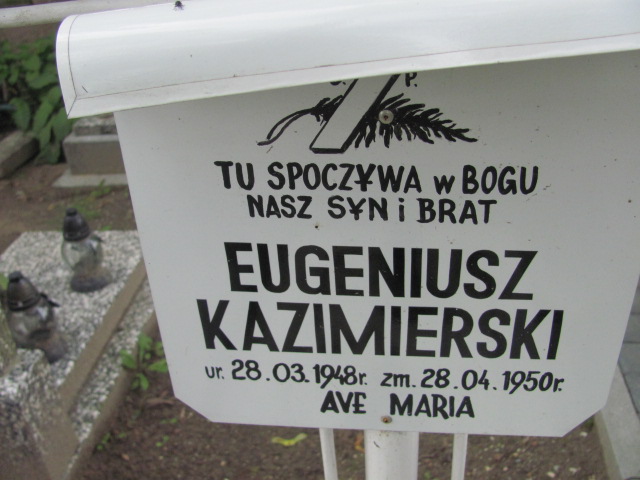 Ś. P.
TU SPOCZYWA w BOGU
NASZ SYN i BRAT
EUGENIUSZ
KAZIMIERSKI
ur. 28.03.1948r. zm. 28.04.1950r.
AVE MARIA